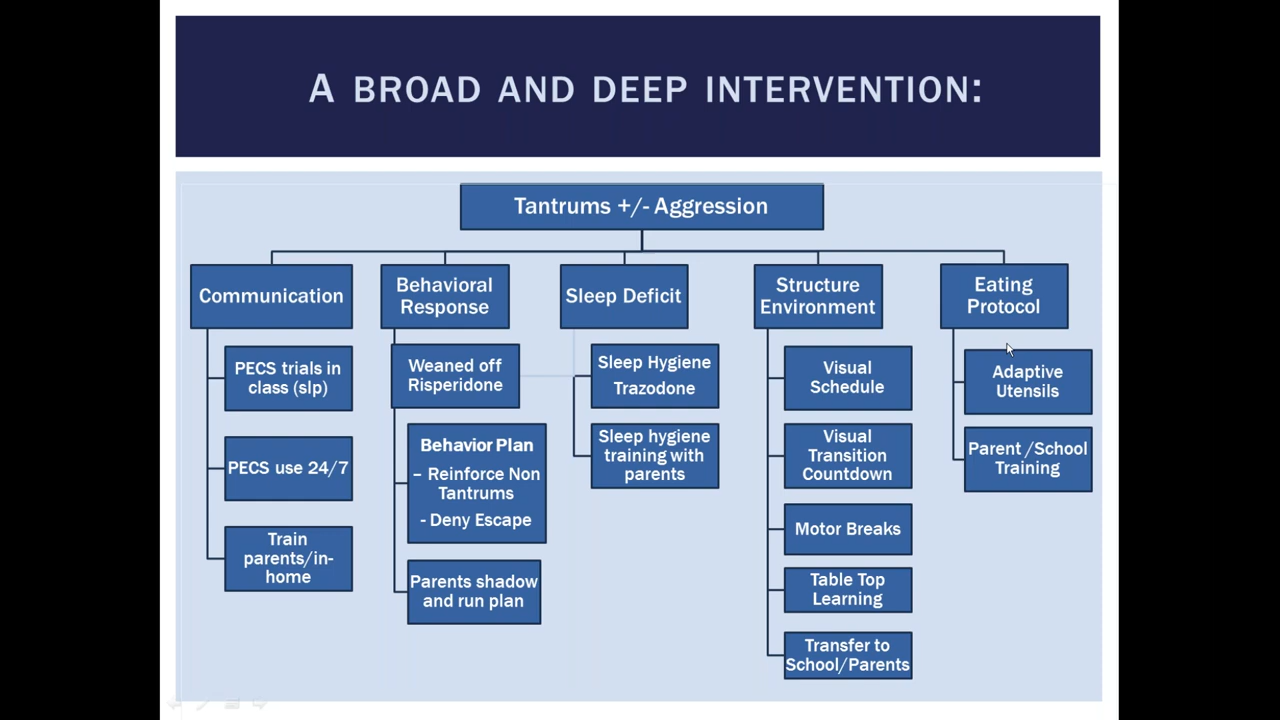 A BROAD AND DEEP INTERVENTION:
Tantrums +/- Aggression
Communication
PECS trials in
class (slp)
PECS use 24/7
Train
parents/in-
home
Behavioral
Response
Weaned off
Risperidone
Behavior Plan
– Reinforce Non
Tantrums
- Deny Escape
Parents shadow
and run plan
Sleep Deficit
Sleep Hygiene
Trazodone
Sleep hygiene
training with
parents
Structure
Environment
Visual
Schedule
Visual
Transition
Countdown
Motor Breaks
Table Top
Learning
Transfer to
School/Parents
Eating
Protocol
Adaptive
Utensils
Parent /School
Training